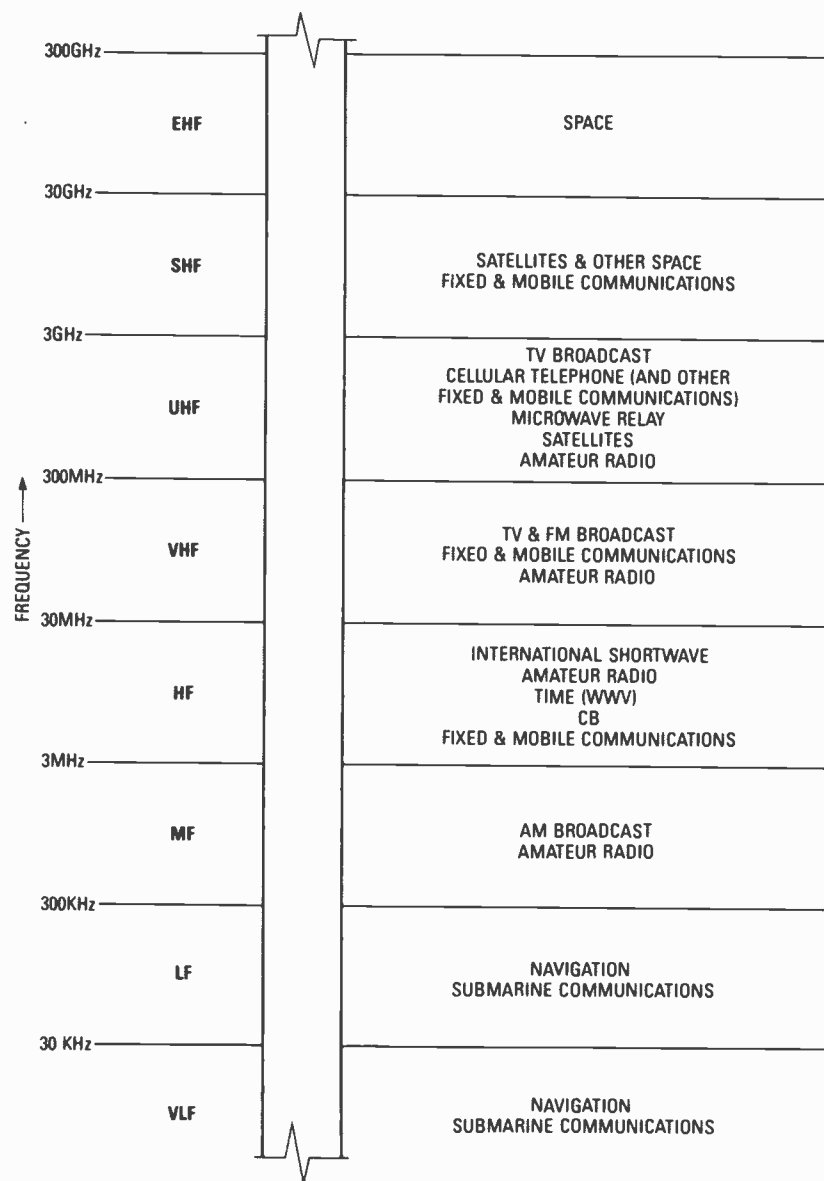 300GHz
EHF
SPACE
30GHz
SHF
SATELLITES & OTHER SPACE
FIXED & MOBILE COMMUNICATIONS
3GHz
UHF
TV BROADCAST
CELLULAR TELEPHONE (AND OTHER
FIXED & MOBILE COMMUNICATIONS)
MICROWAVE RELAY
SATELLITES
AMATEUR RADIO
300MHz
FREQUENCY →
VHF
TV & FM BROADCAST
FIXEO & MOBILE COMMUNICATIONS
AMATEUR RADIO
30MHz
HF
INTERNATIONAL SHORTWAVE
AMATEUR RADIO
TIME (WWV)
CB
FIXED & MOBILE COMMUNICATIONS
3MHz
MF
AM BROADCAST
AMATEUR RADIO
300KHz
LF
NAVIGATION
SUBMARINE COMMUNICATIONS
30 KHz
VLF
NAVIGATION
SUBMARINE COMMUNICATIONS